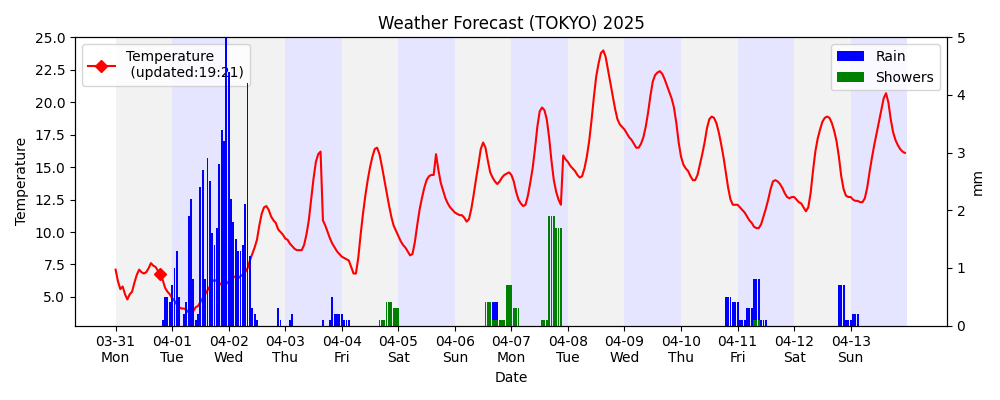 Weather Forecast (TOKYO) 2025
Temperature
(updated:19:21)
Rain
Showers
25.0
22.5
20.0
17.5
15.0
12.5
10.0
7.5
5.0
Temperature
5
4
3
2
1
0
mm
03-31 04-01 04-02 04-03 04-04 04-05 04-06 04-07 04-08 04-09 04-10 04-11 04-12 04-13
Mon Tue Wed Thu Fri Sat Sun Mon Tue Wed Thu Fri Sat Sun
Date